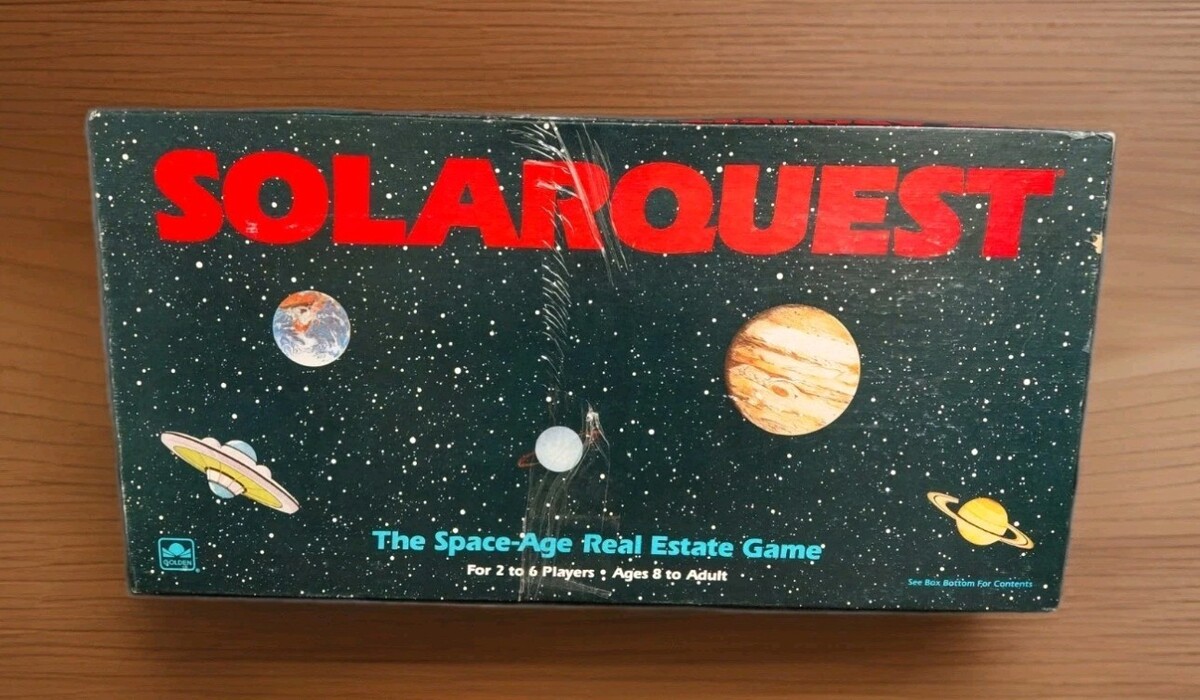 SOLARQUEST
The Space-Age Real Estate Game
For 2 to 6 Players • Ages 8 to Adult
GOLDEN
See Box Bottom For Contents